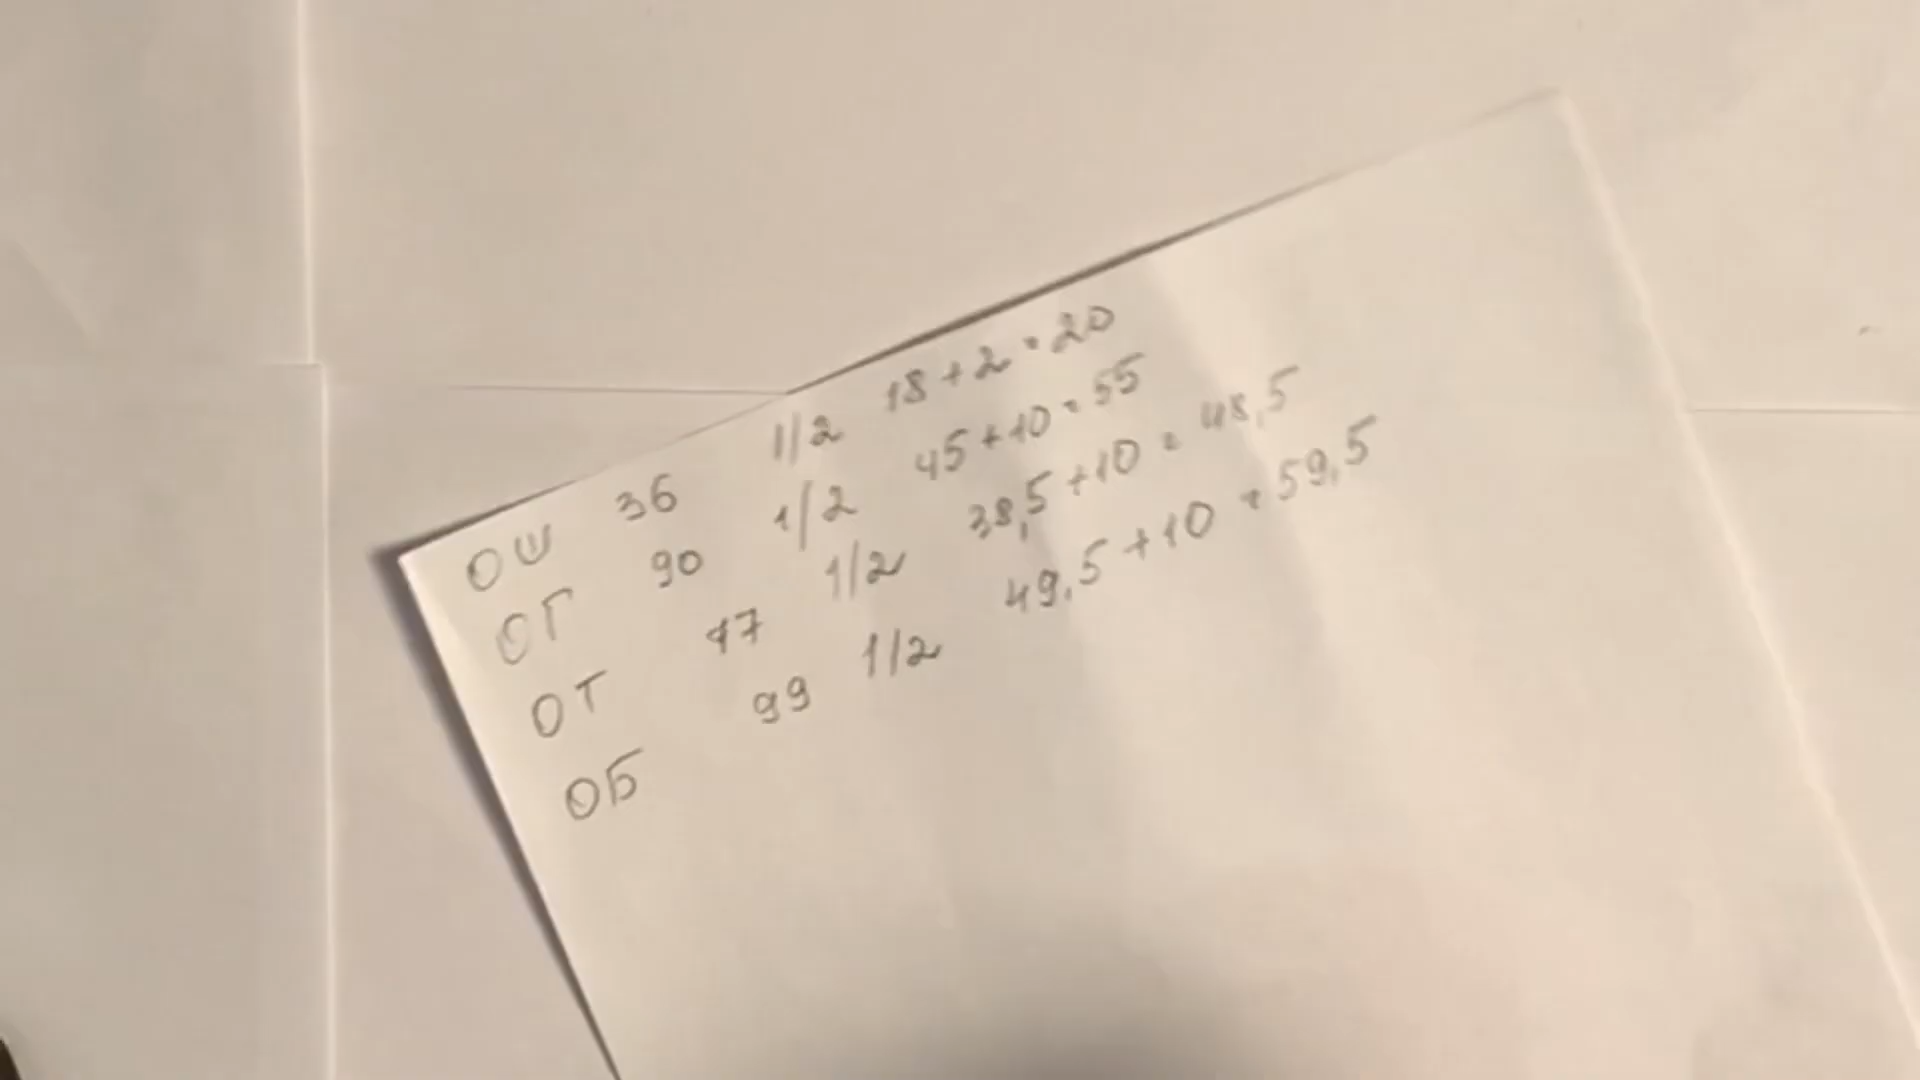 ОШ 36 1/2 18+2=20
ОГ 90 1/2 45+10=55
ОТ 77 1/2 38,5+10=48,5
ОБ 99 1/2 49,5+10=59,5